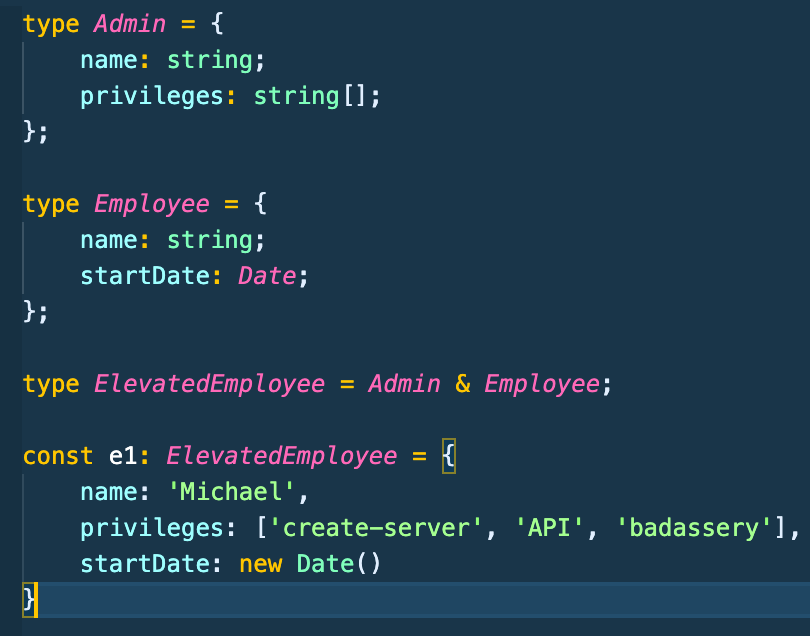 type Admin = {
    name: string;
    privileges: string[];
};

type Employee = {
    name: string;
    startDate: Date;
};

type ElevatedEmployee = Admin & Employee;

const e1: ElevatedEmployee = {
    name: 'Michael',
    privileges: ['create-server', 'API', 'badassery'],
    startDate: new Date()
}